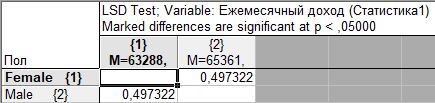 LSD Test; Variable: Ежемесячный доход (Статистика1)
Marked differences are significant at p < ,05000
Пол {1} {2}
M=63288, M=65361,
Female {1} 0,497322
Male {2} 0,497322